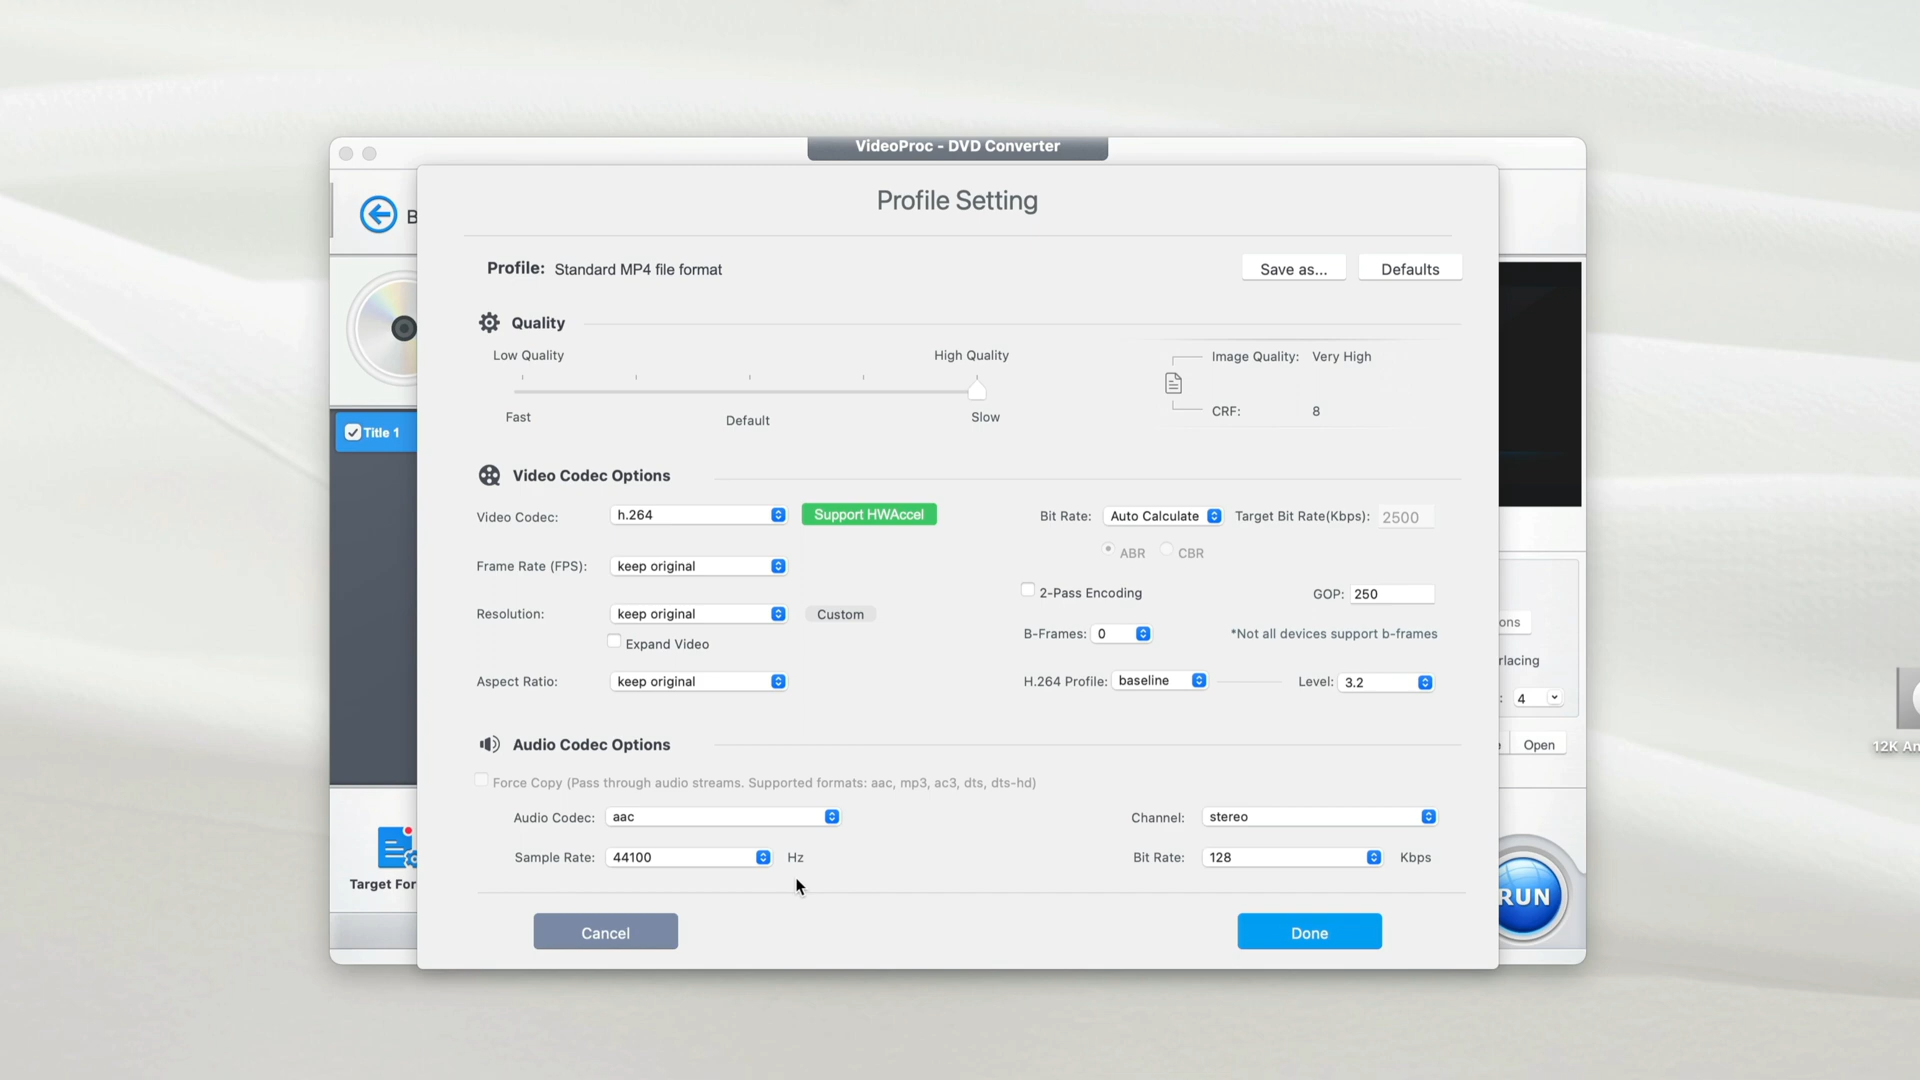 VideoProc - DVD Converter
B
Profile Setting
Profile: Standard MP4 file format
Save as...
Defaults
Quality
Low Quality
High Quality
Fast
Default
Slow
Image Quality: Very High
CRF: 8
Title 1
Video Codec Options
Video Codec: h.264
Support HWAccel
Bit Rate: Auto Calculate
Target Bit Rate(Kbps): 2500
ABR
CBR
Frame Rate (FPS): keep original
2-Pass Encoding
GOP: 250
Resolution: keep original
Custom
ons
B-Frames: 0
*Not all devices support b-frames
Expand Video
rlacing
Aspect Ratio: keep original
H.264 Profile: baseline
Level: 3.2
: 4
Audio Codec Options
Open
12K An
Force Copy (Pass through audio streams. Supported formats: aac, mp3, ac3, dts, dts-hd)
Audio Codec: aac
Channel: stereo
Sample Rate: 44100 Hz
Bit Rate: 128 Kbps
Target For
RUN
Cancel
Done